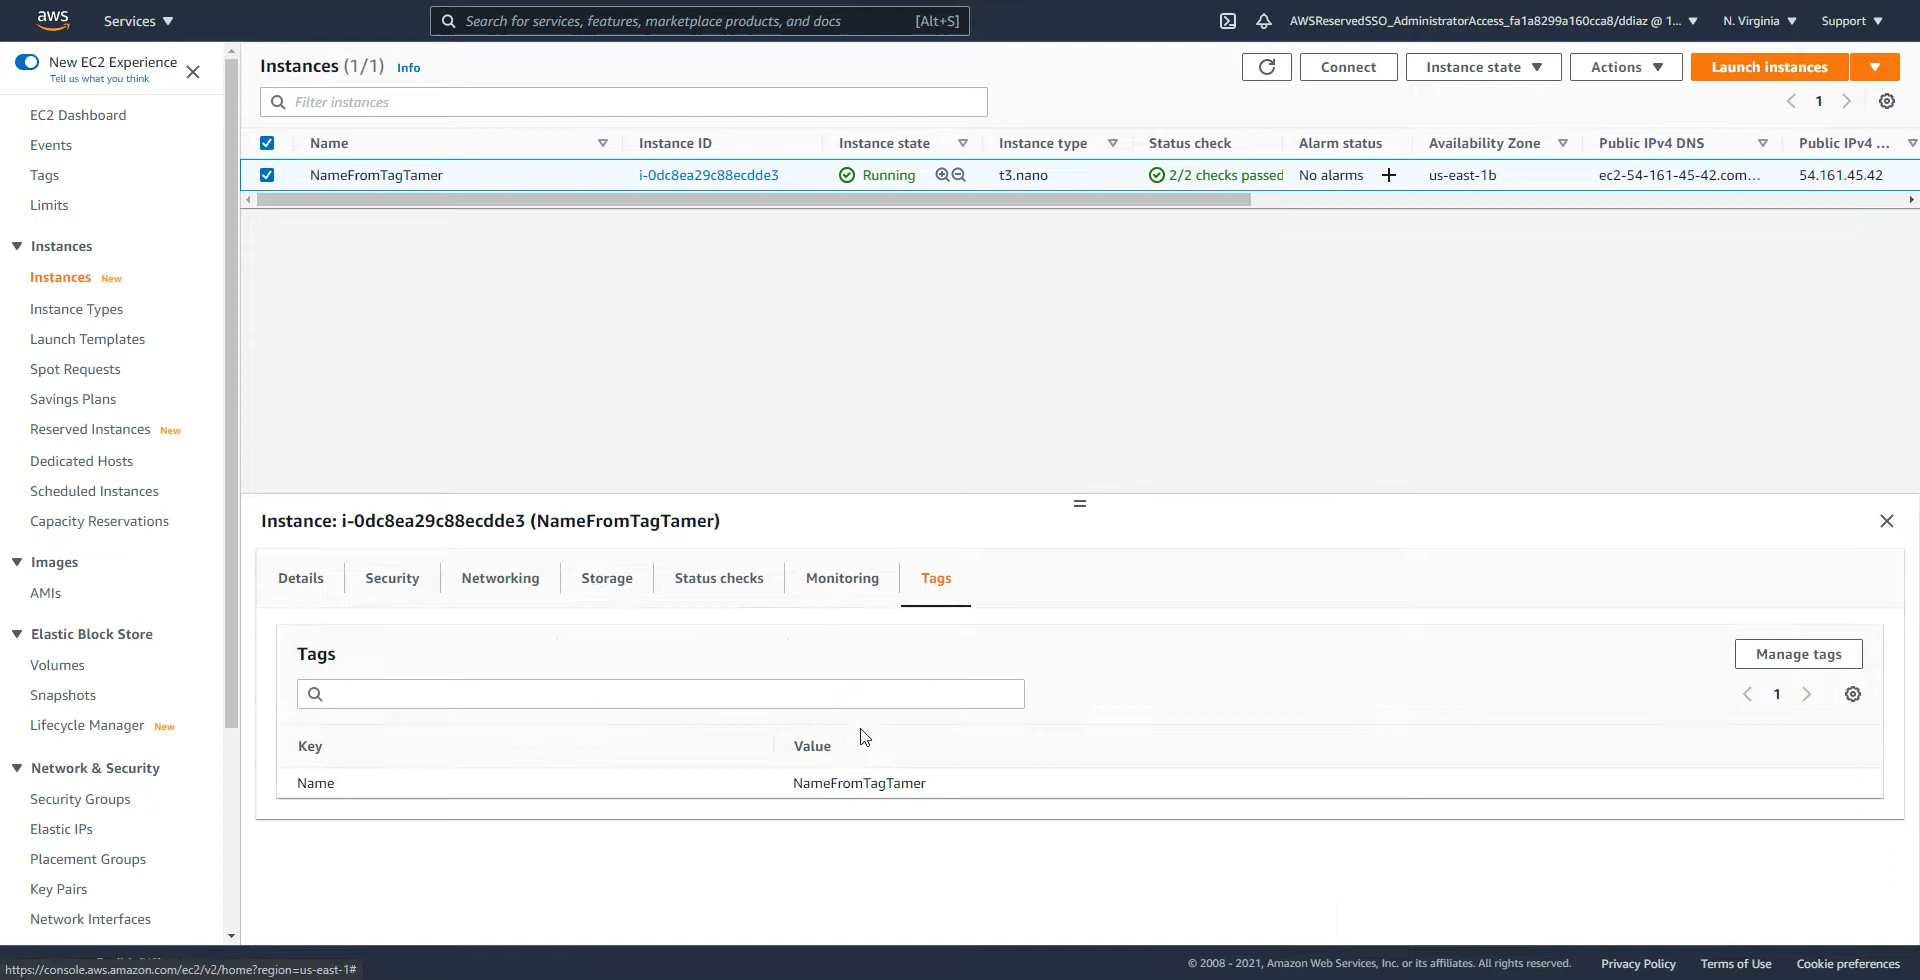 aws Services Search for services, features, marketplace products, and docs [Alt+S] AWSReservedSSO_AdministratorAccess_fa1a8299a160cca8/ddiaz @ 1... N. Virginia Support
New EC2 Experience
Tell us what you think
EC2 Dashboard
Events
Tags
Limits
Instances
Instances New
Instance Types
Launch Templates
Spot Requests
Savings Plans
Reserved Instances New
Dedicated Hosts
Scheduled Instances
Capacity Reservations
Images
AMIs
Elastic Block Store
Volumes
Snapshots
Lifecycle Manager New
Network & Security
Security Groups
Elastic IPs
Placement Groups
Key Pairs
Network Interfaces
Instances (1/1) Info Connect Instance state Actions Launch instances
Filter instances 1
Name Instance ID Instance state Instance type Status check Alarm status Availability Zone Public IPv4 DNS Public IPv4 ...
NameFromTagTamer i-0dc8ea29c88ecdde3 Running t3.nano 2/2 checks passed No alarms us-east-1b ec2-54-161-45-42.com... 54.161.45.42
Instance: i-0dc8ea29c88ecdde3 (NameFromTagTamer)
Details Security Networking Storage Status checks Monitoring Tags
Tags Manage tags
1
Key Value
Name NameFromTagTamer
https://console.aws.amazon.com/ec2/v2/home?region=us-east-1# © 2008 - 2021, Amazon Web Services, Inc. or its affiliates. All rights reserved. Privacy Policy Terms of Use Cookie preferences